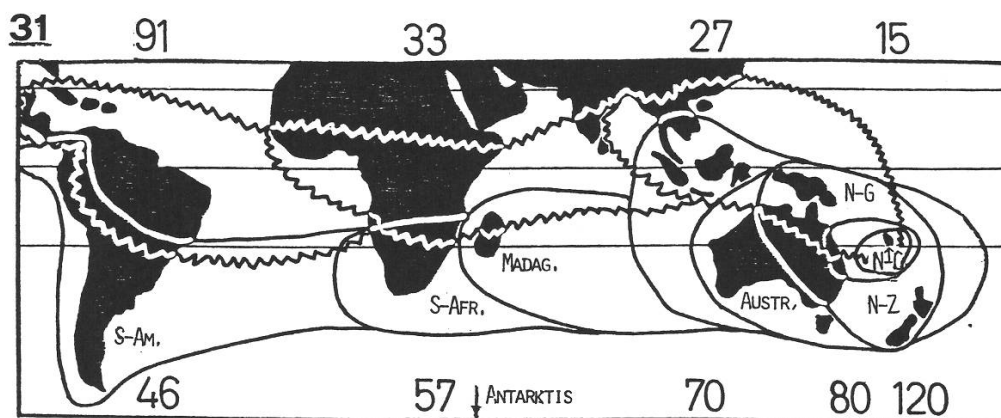 31
91 33 27 15
N-G
N
C
MADAG.
S-AFR.
AUSTR,
N-Z
S-AM.
46 57 ANTARKTIS 70 80 120